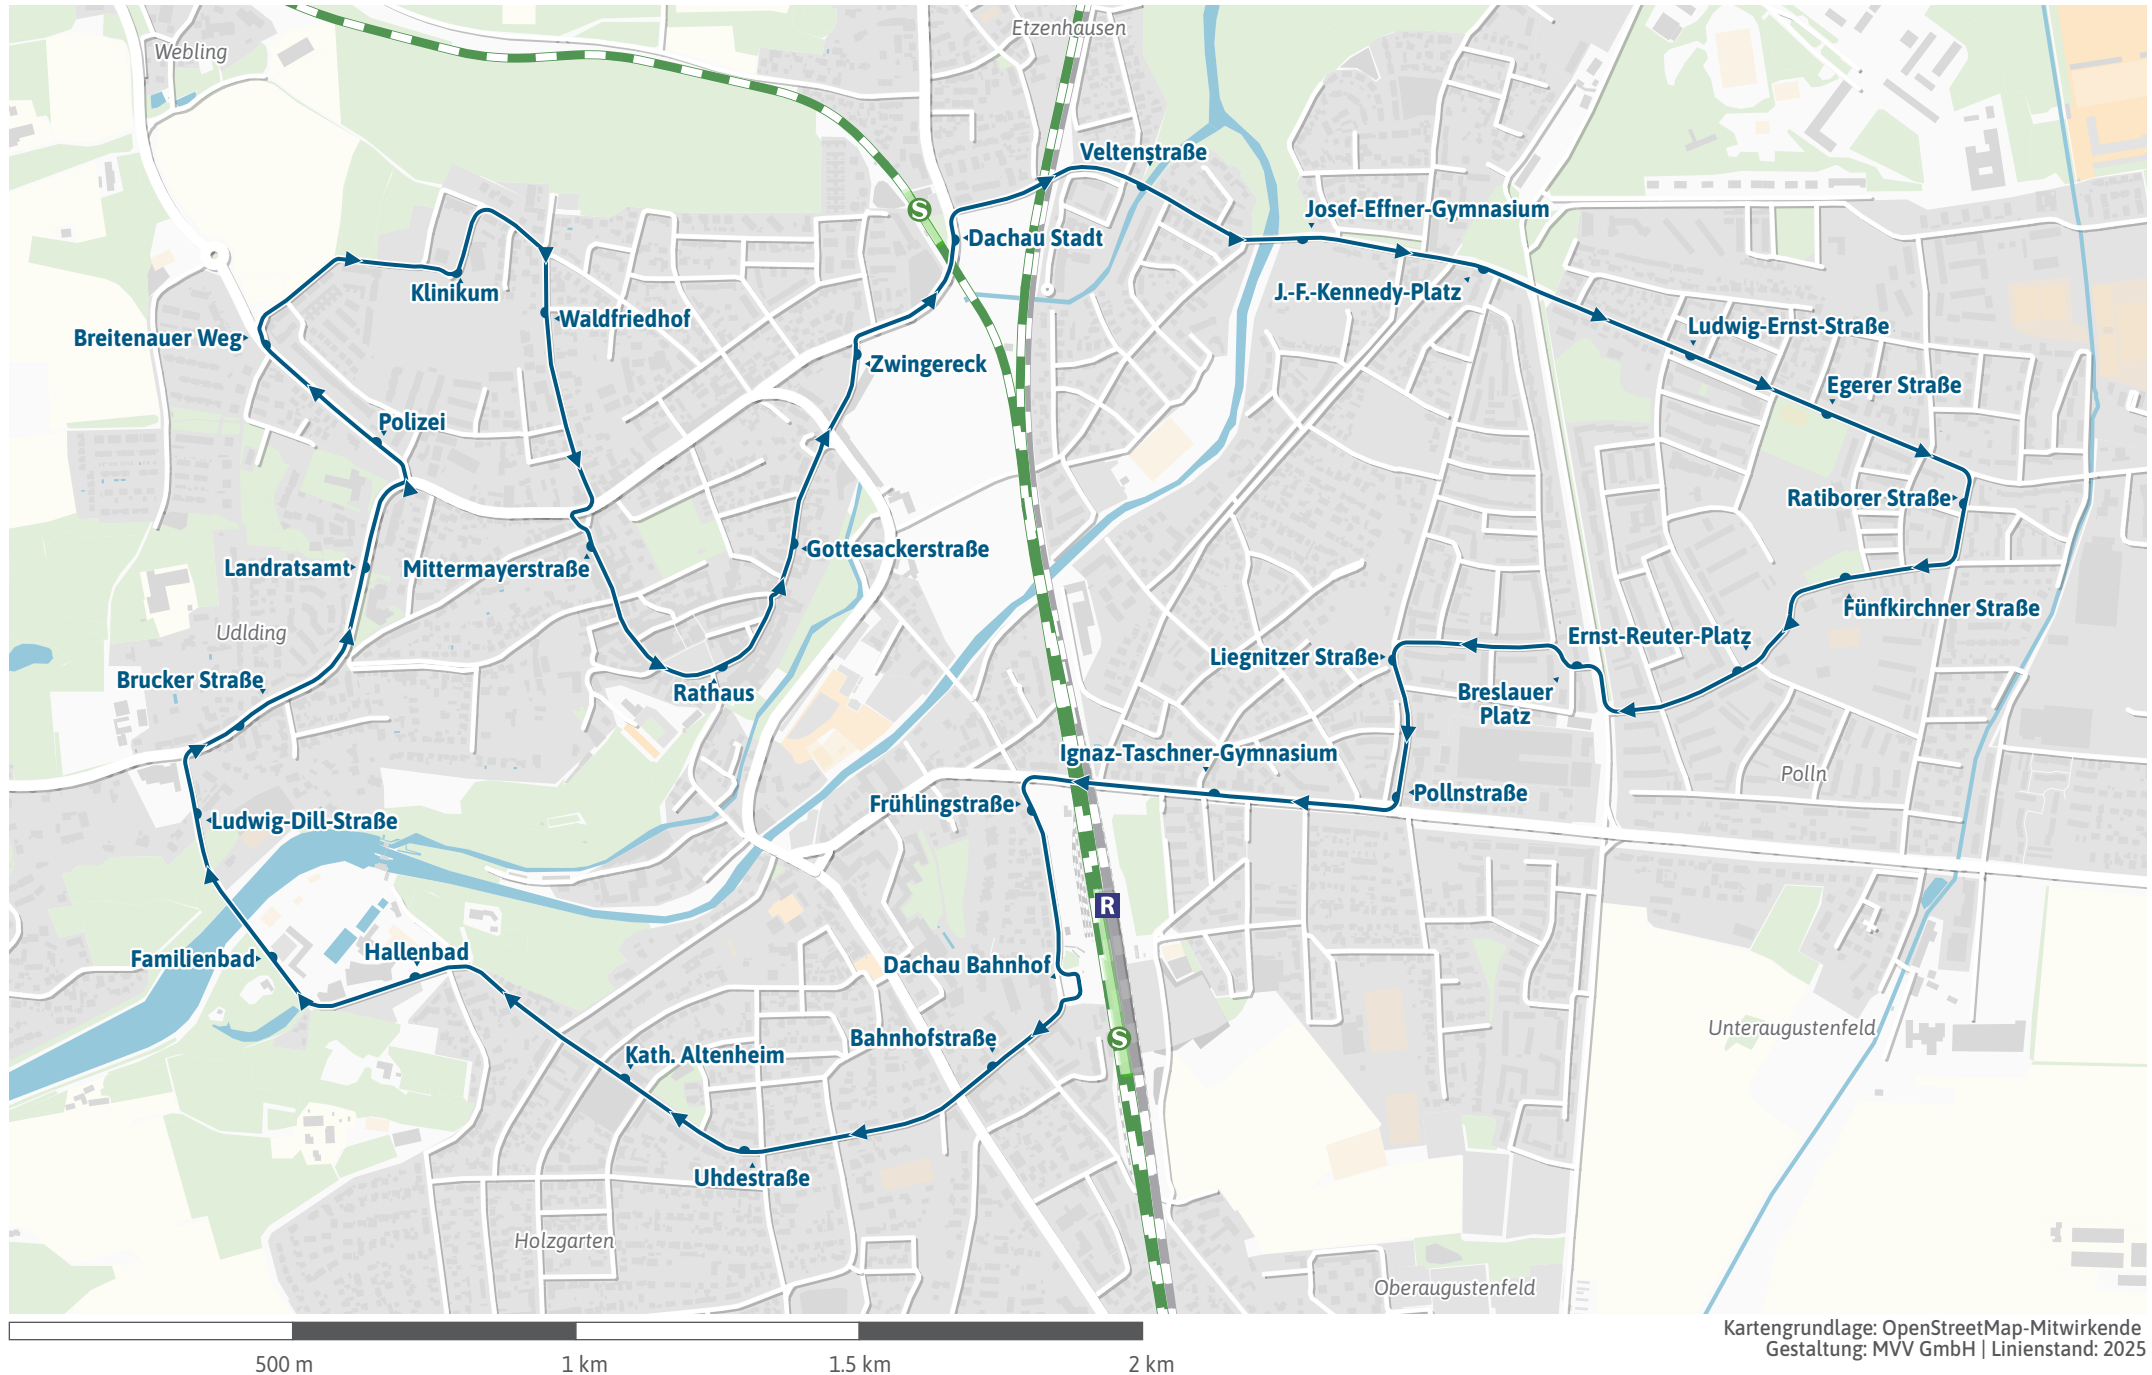 Etzenhausen
Webling
Veltenstraße
S
Josef-Effner-Gymnasium
Dachau Stadt
Klinikum
J.-F.-Kennedy-Platz
Waldfriedhof
Ludwig-Ernst-Straße
Breitenauer Weg
Zwingereck
Egerer Straße
Polizei
Ratiborer Straße
Gottesackerstraße
Landratsamt
Mittermayerstraße
Fünfkirchner Straße
Udlding
Ernst-Reuter-Platz
Liegnitzer Straße
Brucker Straße
Rathaus
Breslauer
Platz
Ignaz-Taschner-Gymnasium
Polln
Frühlingstraße
Pollnstraße
Ludwig-Dill-Straße
R
Hallenbad
Familienbad
Dachau Bahnhof
Unteraugustenfeld
Bahnhofstraße
S
Kath. Altenheim
Uhdestraße
Holzgarten
Oberaugustenfeld
Kartengrundlage: OpenStreetMap-Mitwirkende
Gestaltung: MVV GmbH | Linienstand: 2025
500 m
1 km
1.5 km
2 km